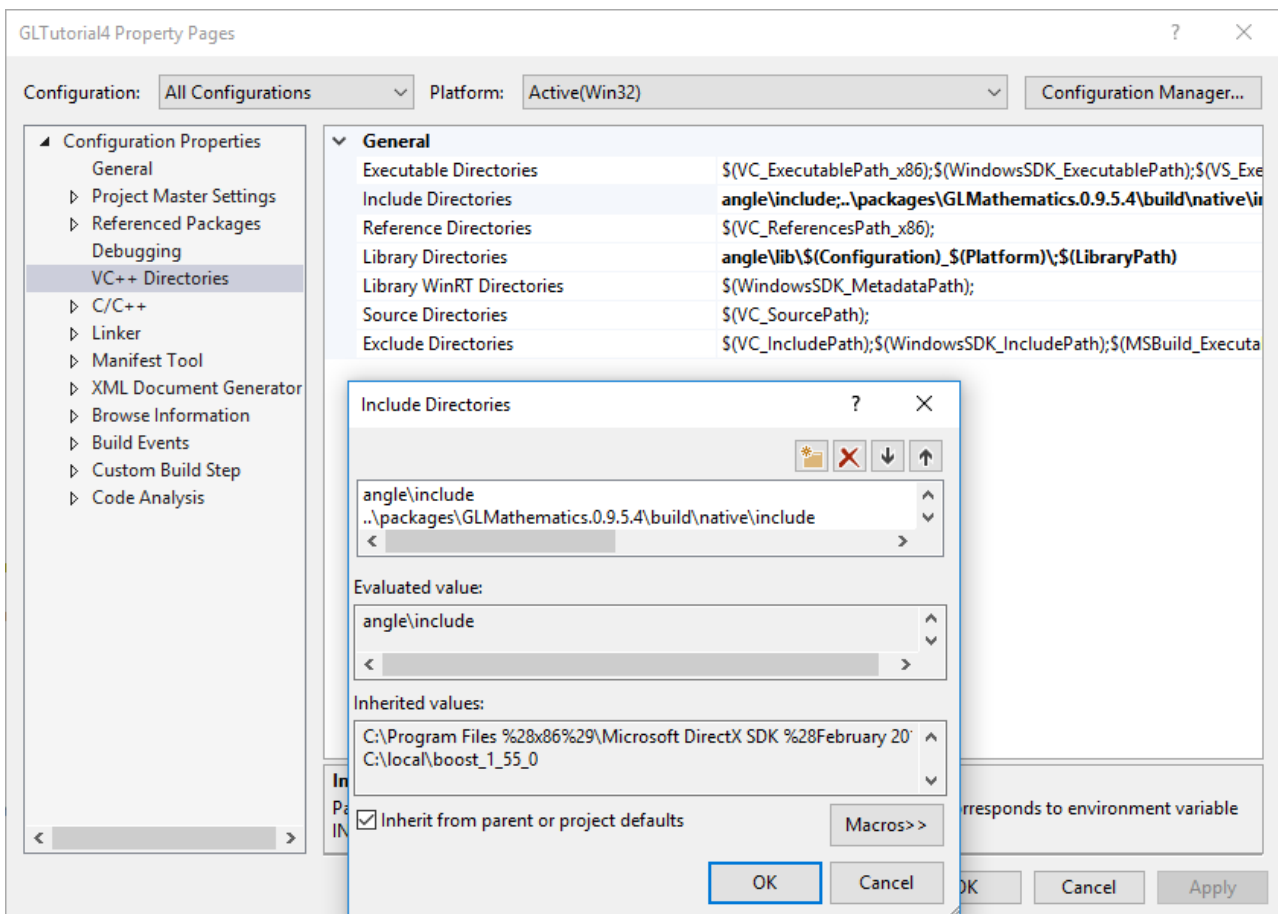 GLTutorial4 Property Pages ?
Configuration: All Configurations Platform: Active(Win32) Configuration Manager...
Configuration Properties
General
Project Master Settings
Referenced Packages
Debugging
VC++ Directories
C/C++
Linker
Manifest Tool
XML Document Generator
Browse Information
Build Events
Custom Build Step
Code Analysis
General
Executable Directories $(VC_ExecutablePath_x86);$(WindowsSDK_ExecutablePath);$(VS_Exe
Include Directories angle\include;..\packages\GLMathematics.0.9.5.4\build\native\in
Reference Directories $(VC_ReferencesPath_x86);
Library Directories angle\lib\$(Configuration)_$(Platform)\;$(LibraryPath)
Library WinRT Directories $(WindowsSDK_MetadataPath);
Source Directories $(VC_SourcePath);
Exclude Directories $(VC_IncludePath);$(WindowsSDK_IncludePath);$(MSBuild_Executa
Include Directories ?
angle\include
..\packages\GLMathematics.0.9.5.4\build\native\include
Evaluated value:
angle\include
Inherited values:
C:\Program Files %28x86%29\Microsoft DirectX SDK %28February 20
C:\local\boost_1_55_0
Inherit from parent or project defaults
Macros>>
OK Cancel
In
Pa rresponds to environment variable
IN
OK Cancel Apply